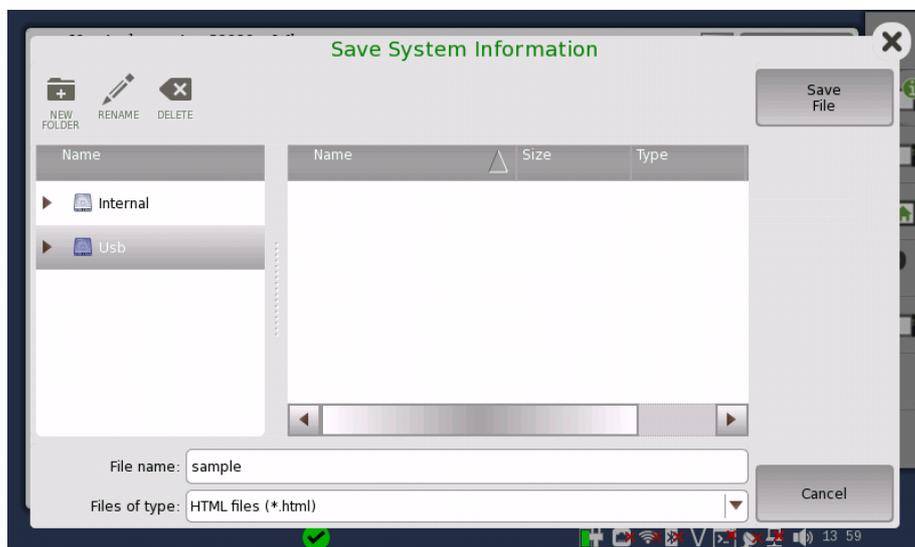 Save System Information
NEW
FOLDER
RENAME
DELETE
Save
File
Name
Name
Size
Type
Internal
Usb
File name: sample
Files of type: HTML files (*.html)
Cancel
13 59